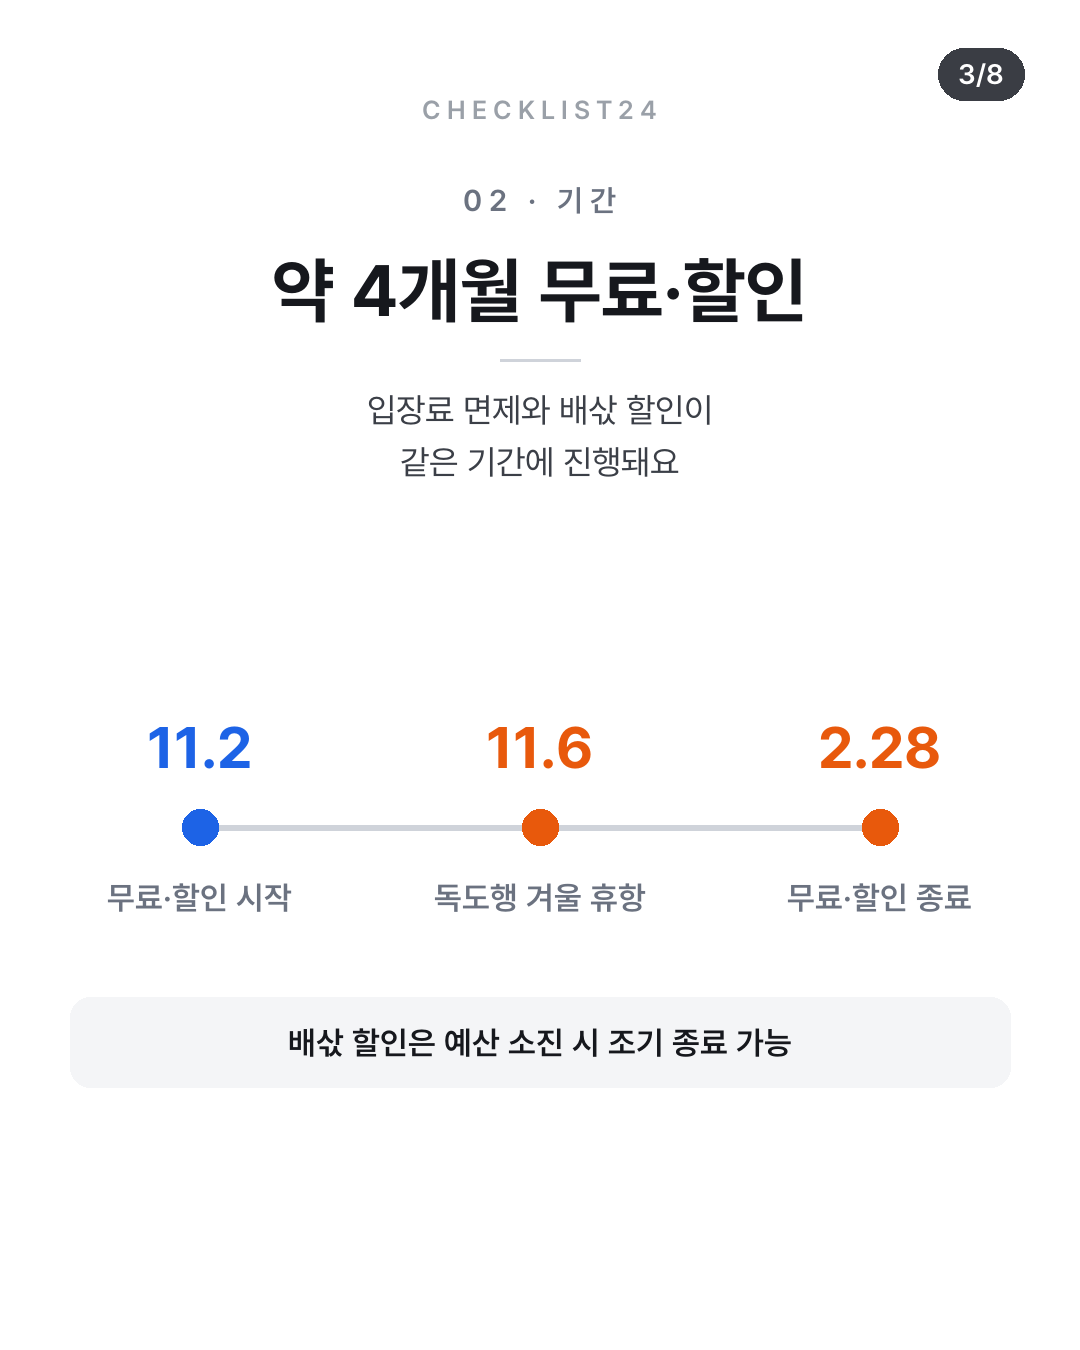 3/8
CHECKLIST24
02 · 기간
약 4개월 무료·할인
입장료 면제와 배삯 할인이
같은 기간에 진행돼요
11.2
11.6
2.28
무료·할인 시작
독도행 겨울 휴항
무료·할인 종료
배삯 할인은 예산 소진 시 조기 종료 가능